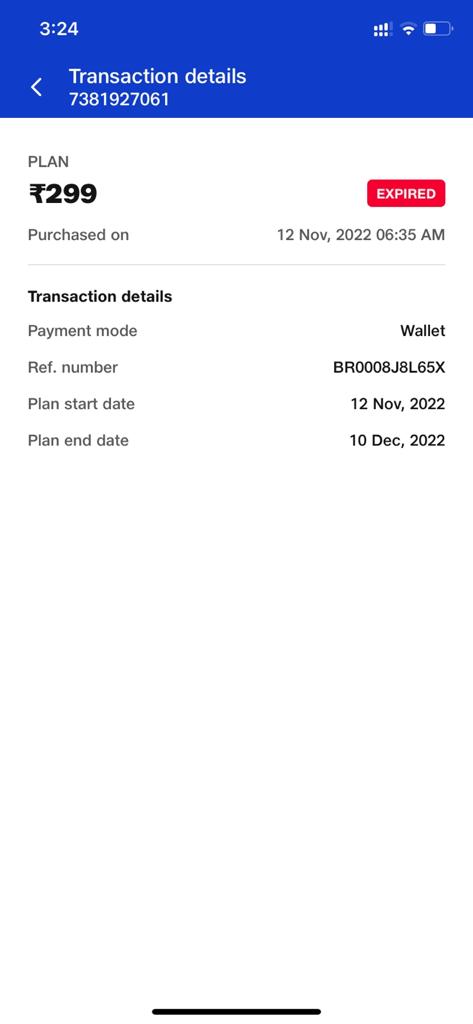 3:24
Transaction details
7381927061
PLAN
₹299
EXPIRED
Purchased on 12 Nov, 2022 06:35 AM
Transaction details
Payment mode Wallet
Ref. number BR0008J8L65X
Plan start date 12 Nov, 2022
Plan end date 10 Dec, 2022